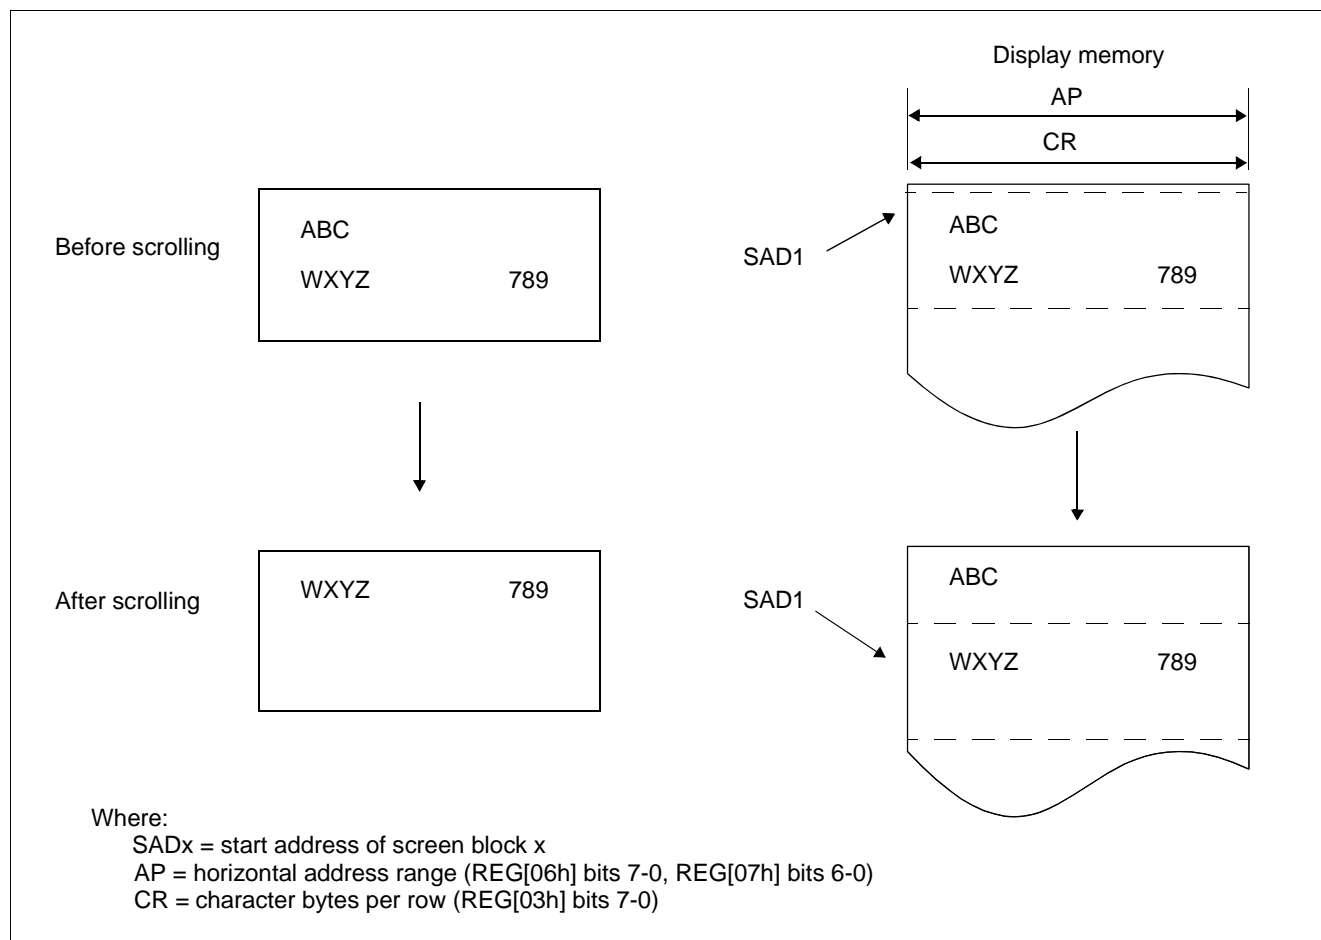 Display memory
AP
CR
Before scrolling
ABC
WXYZ 789
SAD1
ABC
WXYZ 789
After scrolling
WXYZ 789
SAD1
ABC
WXYZ 789
Where:
SADx = start address of screen block x
AP = horizontal address range (REG[06h] bits 7-0, REG[07h] bits 6-0)
CR = character bytes per row (REG[03h] bits 7-0)